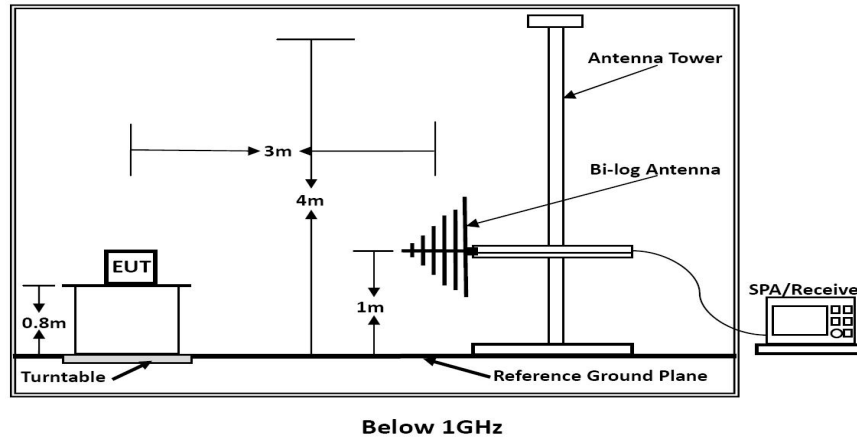 Antenna Tower
3m
Bi-log Antenna
4m
EUT
1m
0.8m
SPA/Receive
Turntable
Reference Ground Plane
Below 1GHz